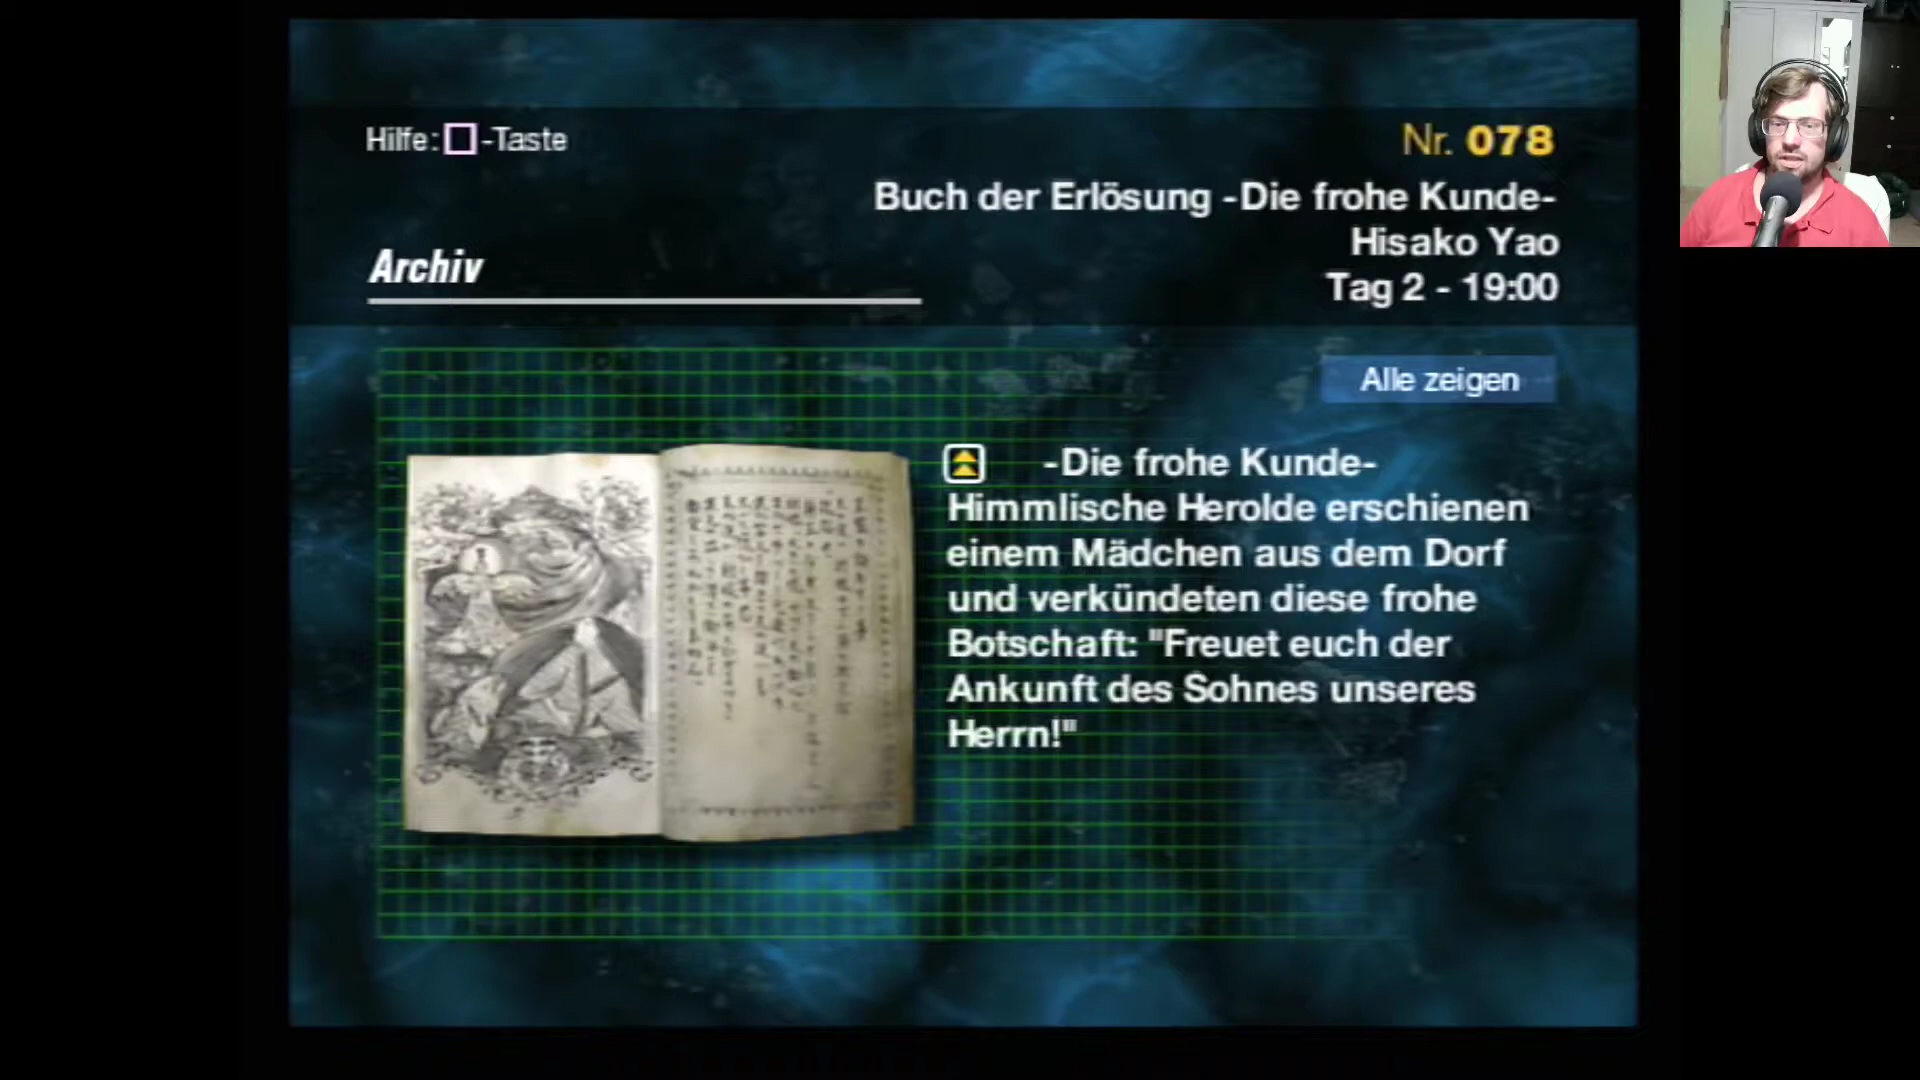 Hilfe: -Taste
Nr. 078
Buch der Erlösung -Die frohe Kunde-
Hisako Yao
Tag 2 - 19:00
Archiv
Alle zeigen
-Die frohe Kunde-
Himmlische Herolde erschienen
einem Mädchen aus dem Dorf
und verkündeten diese frohe
Botschaft: "Freuet euch der
Ankunft des Sohnes unseres
Herrn!"